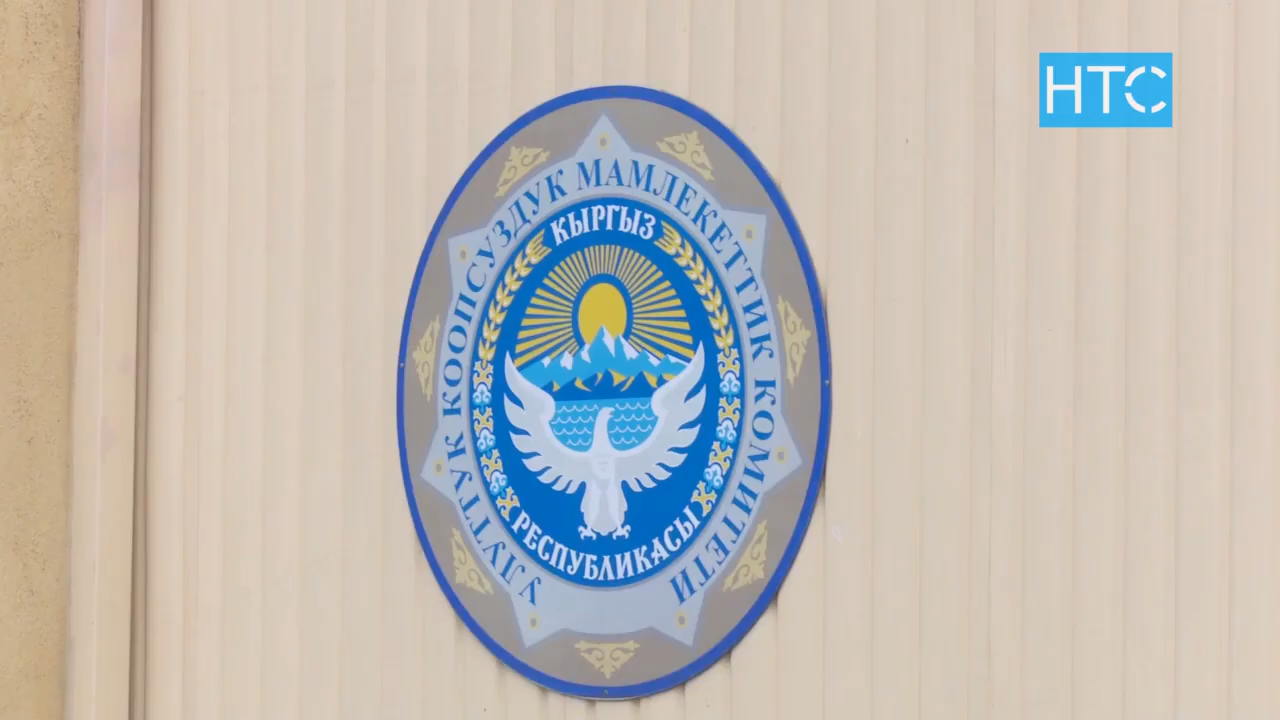 НТС
УЛУТТУК КООПСУЗДУК МАМЛЕКЕТТИК КОМИТЕТИ
КЫРГЫЗ
РЕСПУБЛИКАСЫ